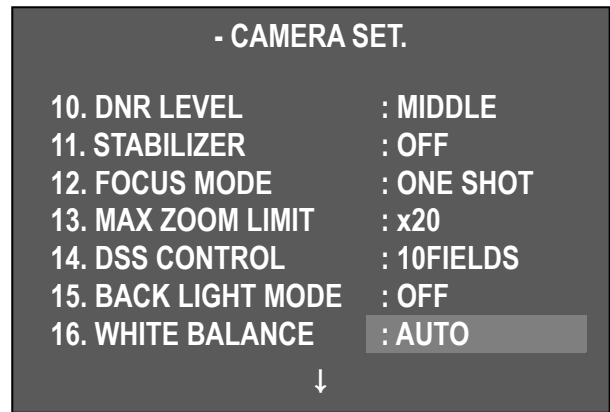 - CAMERA SET.
10. DNR LEVEL : MIDDLE
11. STABILIZER : OFF
12. FOCUS MODE : ONE SHOT
13. MAX ZOOM LIMIT : x20
14. DSS CONTROL : 10FIELDS
15. BACK LIGHT MODE : OFF
16. WHITE BALANCE : AUTO
↓